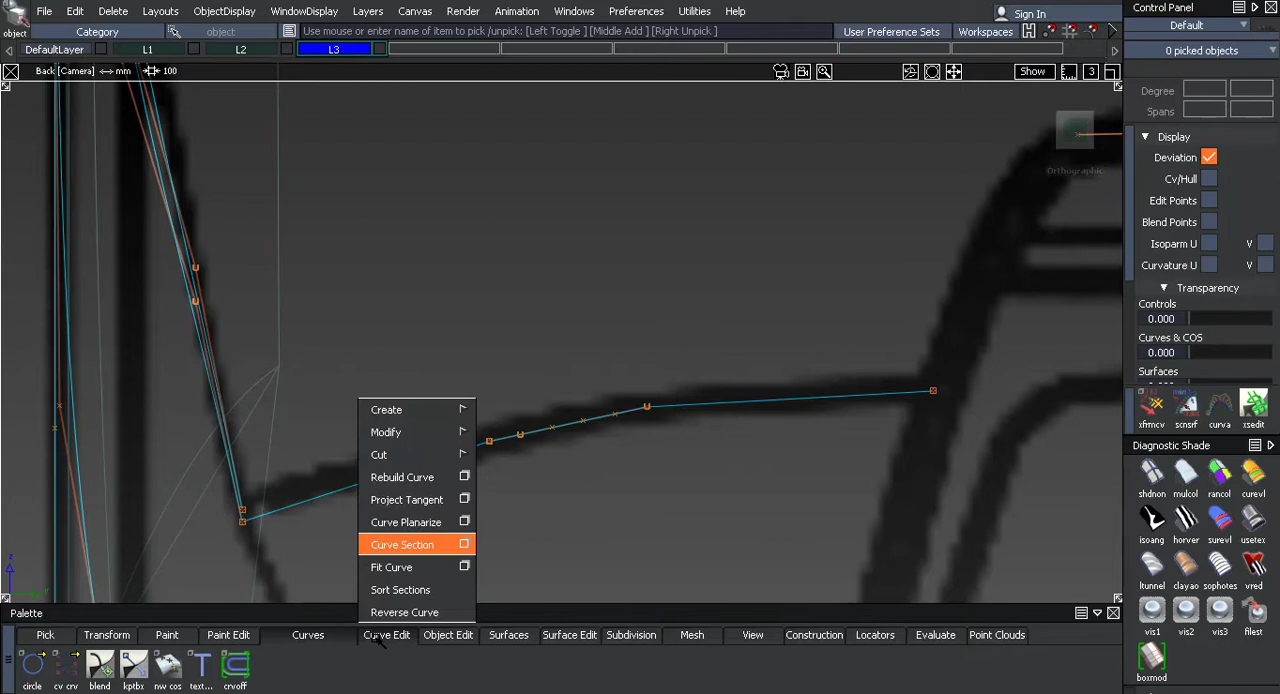 File Edit Delete Layouts ObjectDisplay WindowDisplay Layers Canvas Render Animation Windows Preferences Utilities Help Sign In
Control Panel
object Category object Use mouse or enter name of item to pick /unpick: [Left Toggle ] [Middle Add ] [Right Unpick ] User Preference Sets Workspaces
Default
DefaultLayer L1 L2 L3
0 picked objects
Back [Camera] mm 100 Show 3
Degree
Spans
Display
Deviation
Cv/Hull
Edit Points
Blend Points
Isoparm U V
Curvature U V
Transparency
Controls
0.000
Curves & COS
0.000
Surfaces
Orthographic
xfrmcv scnsrf curva xsedit
Diagnostic Shade
shdnon mulcol rancol curevl
isoang horver surevl usetex
ltunnel clayao sophotes vred
vis1 vis2 vis3 filest
boxmod
Create
Modify
Cut
Rebuild Curve
Project Tangent
Curve Planarize
Curve Section
Fit Curve
Sort Sections
Reverse Curve
z
Palette
Pick Transform Paint Paint Edit Curves Curve Edit Object Edit Surfaces Surface Edit Subdivision Mesh View Construction Locators Evaluate Point Clouds
circle cv crv blend kptbx nw cos text... crvoff